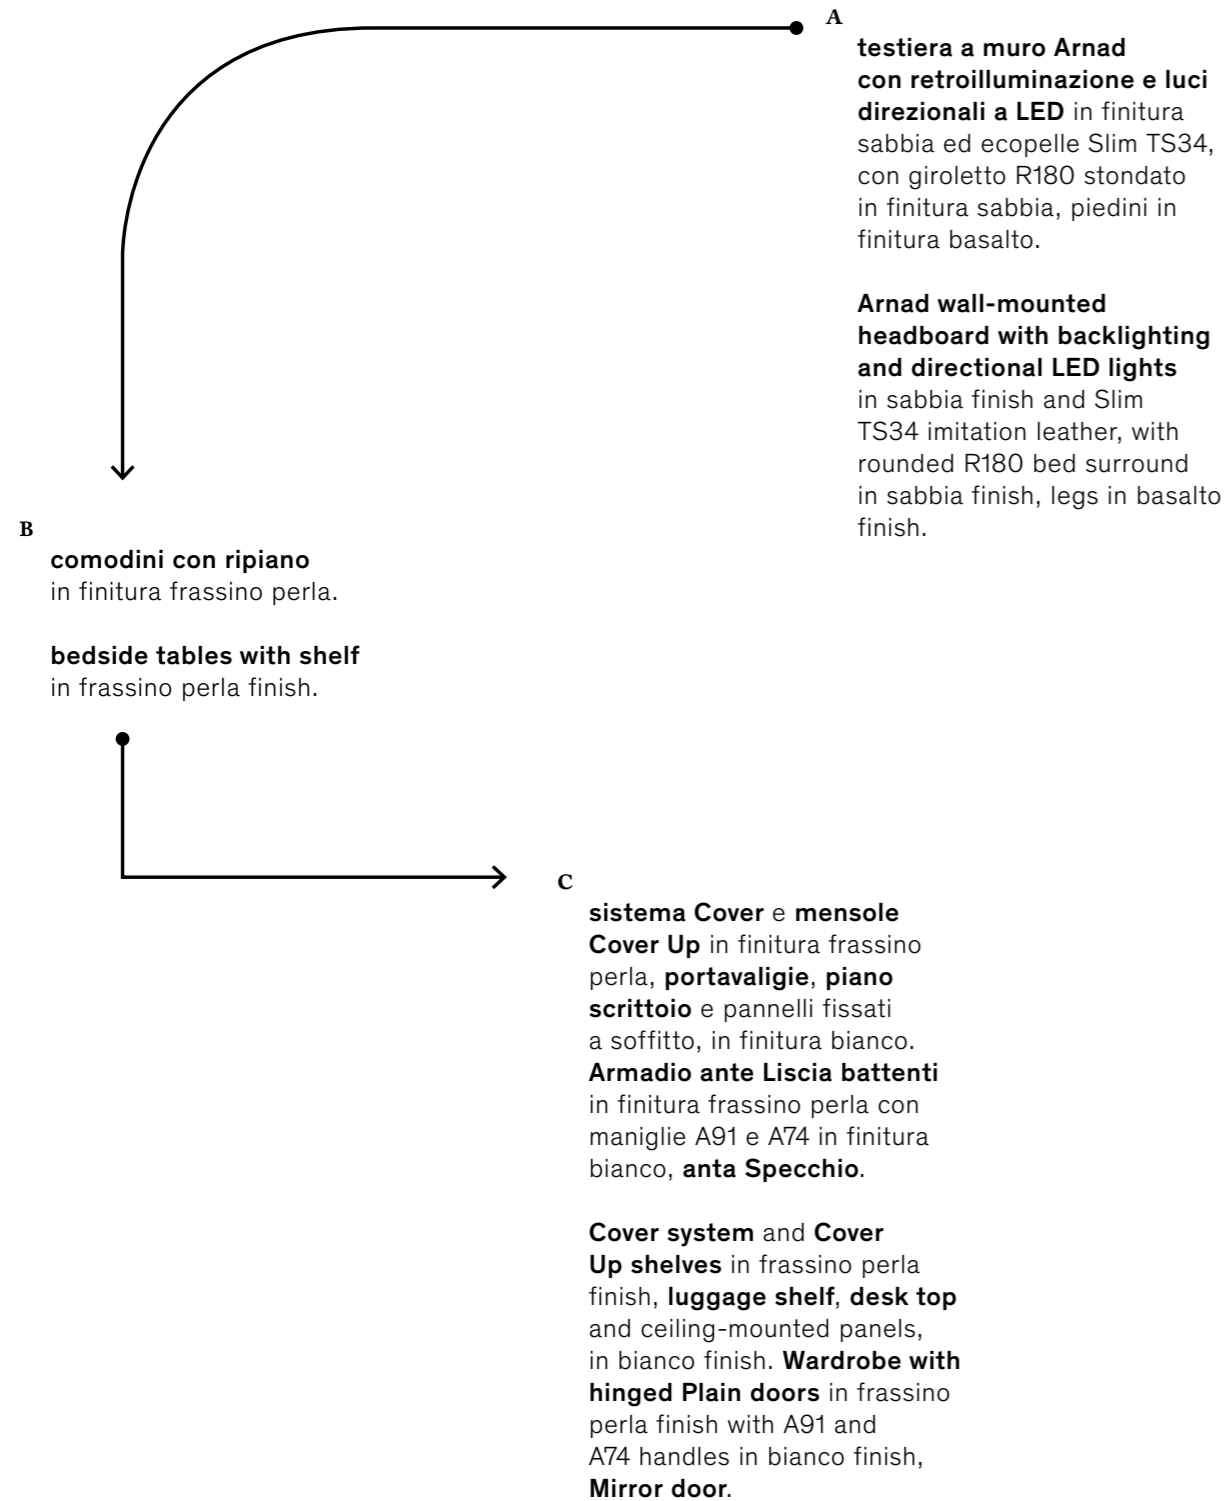 A
testiera a muro Arnad
con retroilluminazione e luci
direzionali a LED in finitura
sabbia ed ecopelle Slim TS34,
con giroletto R180 stondato
in finitura sabbia, piedini in
finitura basalto.
Arnad wall-mounted
headboard with backlighting
and directional LED lights
in sabbia finish and Slim
TS34 imitation leather, with
rounded R180 bed surround
in sabbia finish, legs in basalto
finish.
B
comodini con ripiano
in finitura frassino perla.
bedside tables with shelf
in frassino perla finish.
C
sistema Cover e mensole
Cover Up in finitura frassino
perla, portavaligie, piano
scrittoio e pannelli fissati
a soffitto, in finitura bianco.
Armadio ante Liscia battenti
in finitura frassino perla con
maniglie A91 e A74 in finitura
bianco, anta Specchio.
Cover system and Cover
Up shelves in frassino perla
finish, luggage shelf, desk top
and ceiling-mounted panels,
in bianco finish. Wardrobe with
hinged Plain doors in frassino
perla finish with A91 and
A74 handles in bianco finish,
Mirror door.